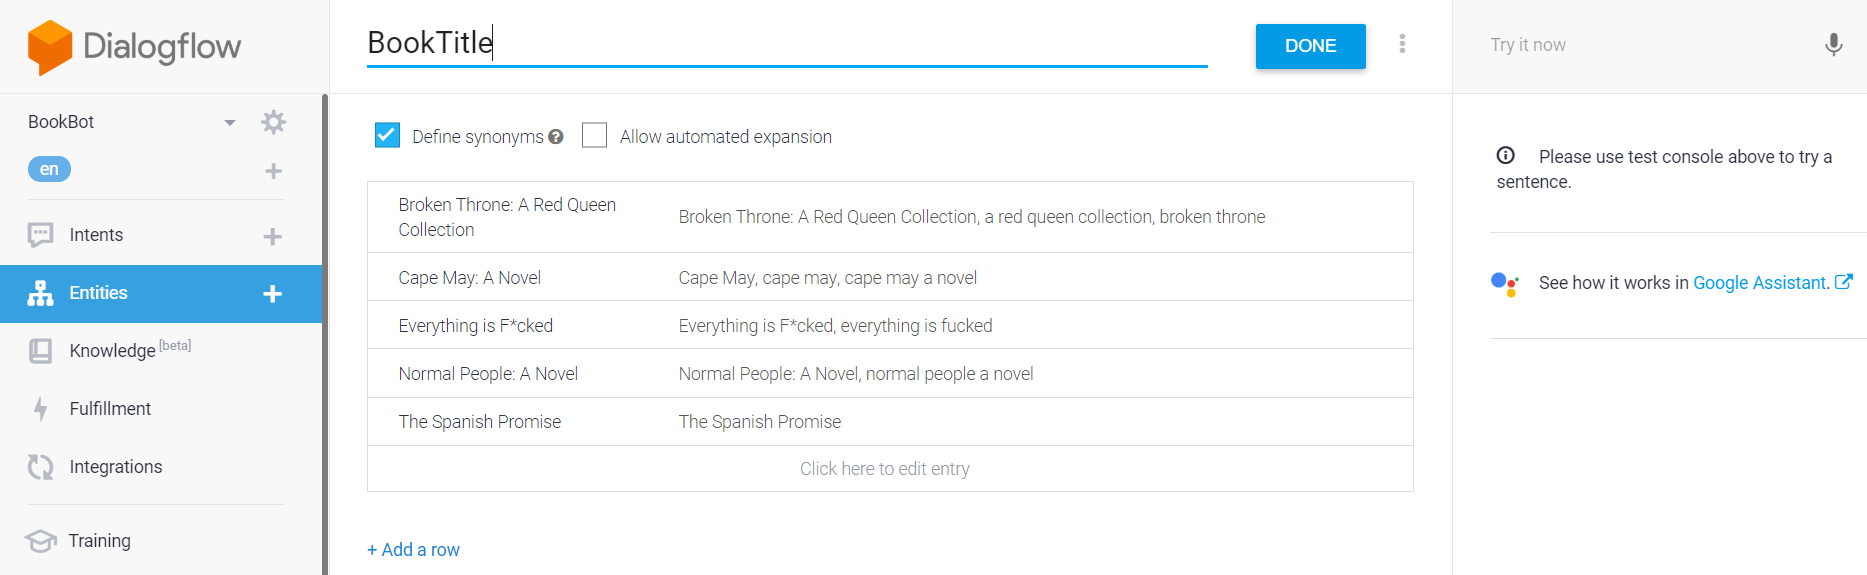 Dialogflow
BookTitle
DONE
Try it now
BookBot
en
Define synonyms
Allow automated expansion
Please use test console above to try a
sentence.
Intents
Entities
Knowledge [beta]
Fulfillment
Integrations
Training
Broken Throne: A Red Queen
Collection
Broken Throne: A Red Queen Collection, a red queen collection, broken throne
Cape May: A Novel
Cape May, cape may, cape may a novel
Everything is F*cked
Everything is F*cked, everything is fucked
Normal People: A Novel
Normal People: A Novel, normal people a novel
The Spanish Promise
The Spanish Promise
Click here to edit entry
+ Add a row
See how it works in Google Assistant.